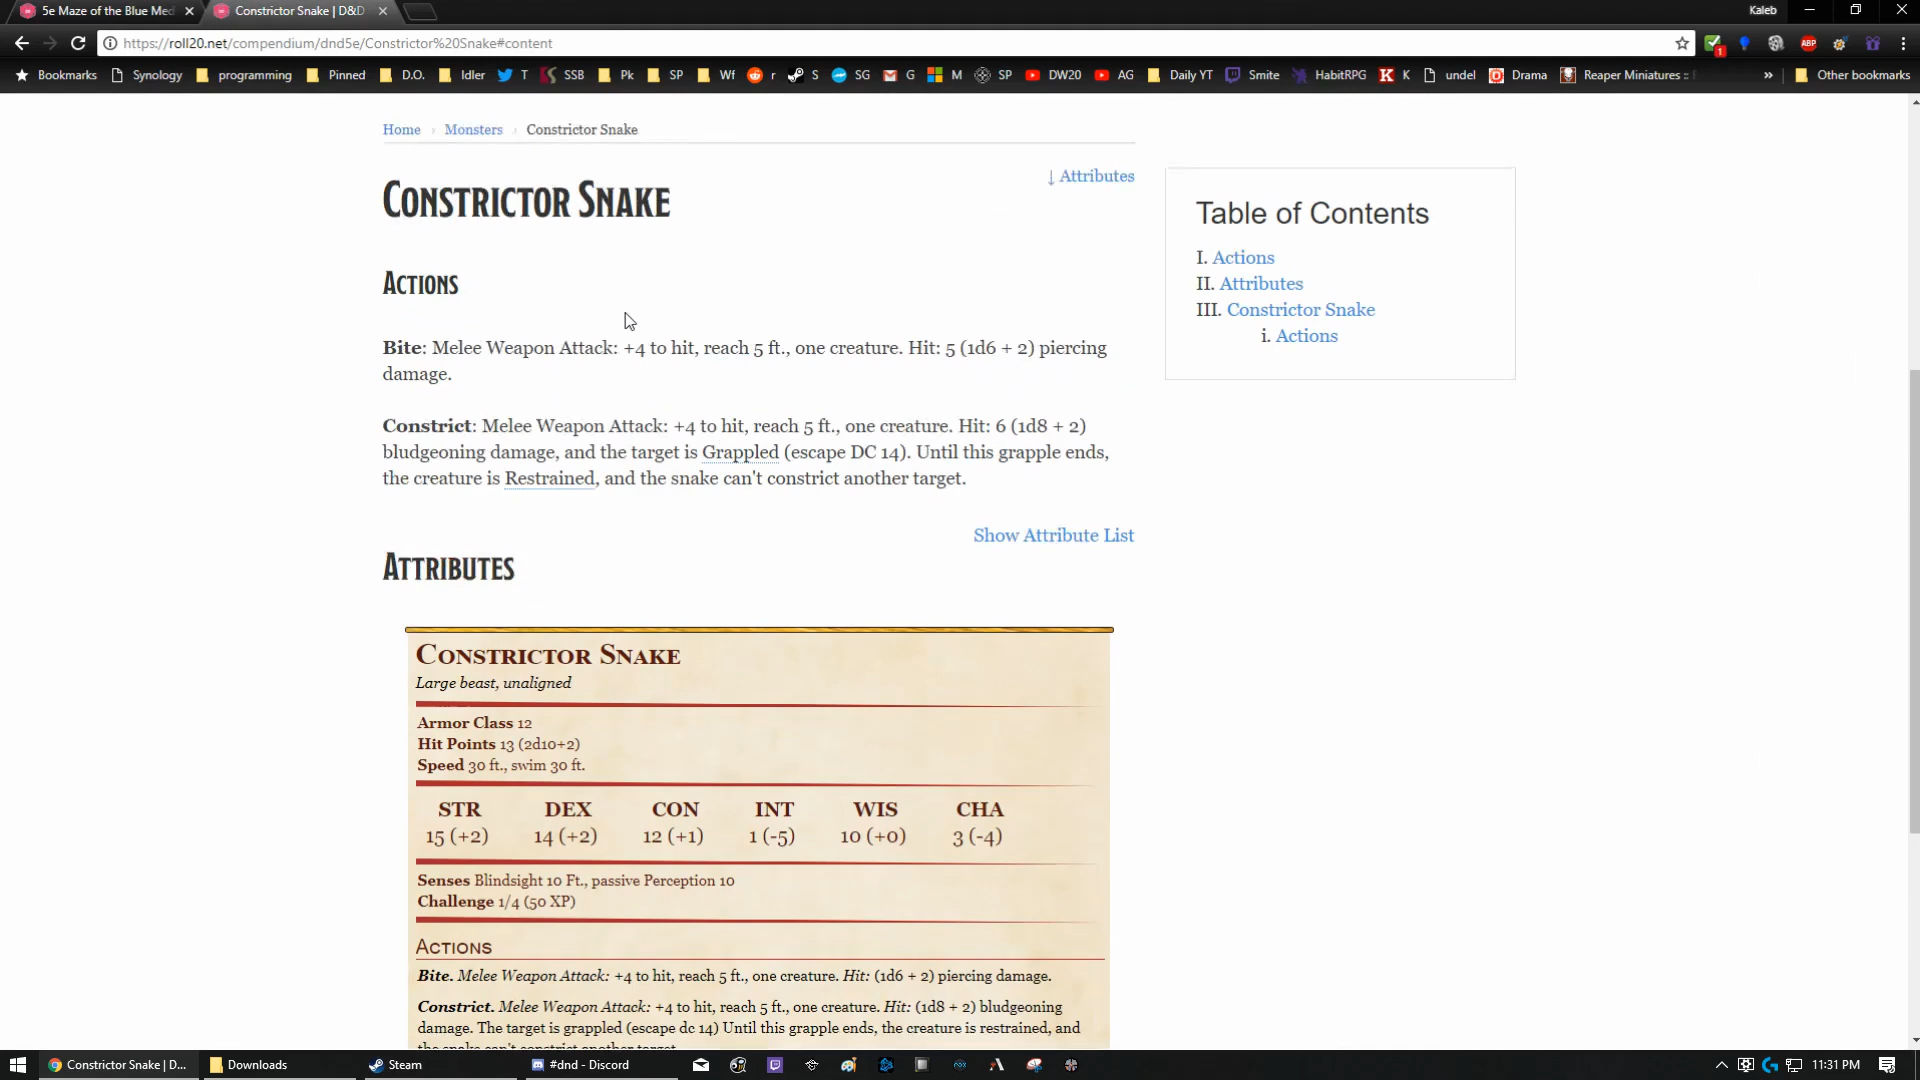 5e Maze of the Blue Med
Constrictor Snake | D&D
Kaleb
https://roll20.net/compendium/dnd5e/Constrictor%20Snake#content
Bookmarks Synology programming Pinned D.O. Idler T SSB Pk SP Wf r S SG G M SP DW20 AG Daily YT Smite HabitRPG K undel Drama Reaper Miniatures :: » Other bookmarks
Home › Monsters › Constrictor Snake
↓ Attributes
Constrictor Snake
Actions
Bite: Melee Weapon Attack: +4 to hit, reach 5 ft., one creature. Hit: 5 (1d6 + 2) piercing
damage.
Constrict: Melee Weapon Attack: +4 to hit, reach 5 ft., one creature. Hit: 6 (1d8 + 2)
bludgeoning damage, and the target is Grappled (escape DC 14). Until this grapple ends,
the creature is Restrained, and the snake can't constrict another target.
Show Attribute List
Attributes
Constrictor Snake
Large beast, unaligned
Armor Class 12
Hit Points 13 (2d10+2)
Speed 30 ft., swim 30 ft.
STR DEX CON INT WIS CHA
15 (+2) 14 (+2) 12 (+1) 1 (-5) 10 (+0) 3 (-4)
Senses Blindsight 10 Ft., passive Perception 10
Challenge 1/4 (50 XP)
Actions
Bite. Melee Weapon Attack: +4 to hit, reach 5 ft., one creature. Hit: (1d6 + 2) piercing damage.
Constrict. Melee Weapon Attack: +4 to hit, reach 5 ft., one creature. Hit: (1d8 + 2) bludgeoning
damage. The target is grappled (escape dc 14) Until this grapple ends, the creature is restrained, and
the snake can't constrict another target.
Table of Contents
I. Actions
II. Attributes
III. Constrictor Snake
i. Actions
Constrictor Snake | D... Downloads Steam #dnd - Discord 11:31 PM